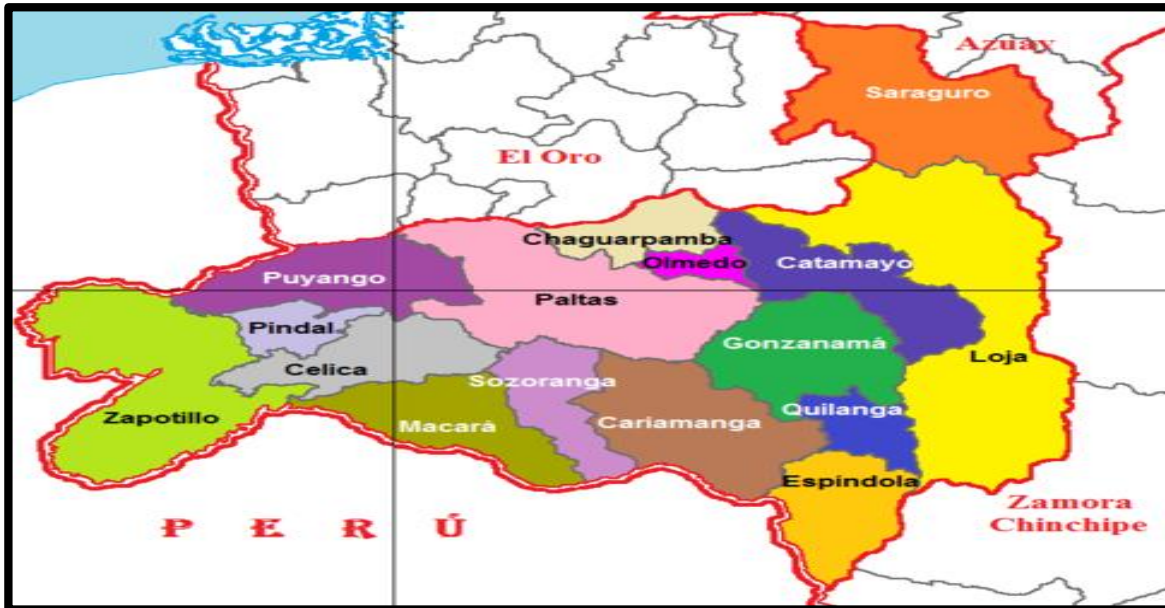 Azuay
Saraguro
El Oro
Chaguarpamba
Olmedo
Catamayo
Puyango
Paltas
Pindal
Gonzanamá
Loja
Celica
Sozoranga
Zapotillo
Macará
Cariamanga
Quilanga
Espíndola
Zamora
Chinchipe
P E R Ú